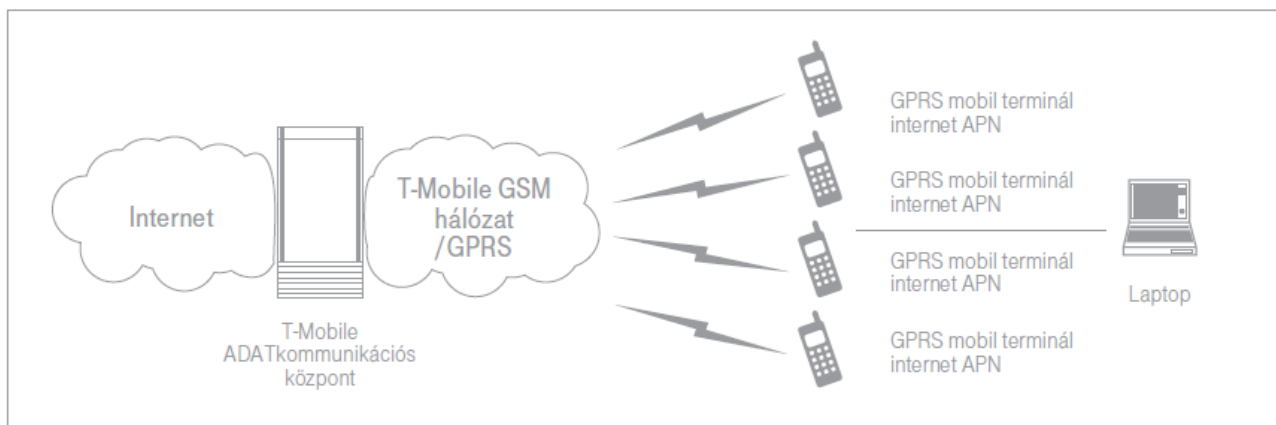 Internet
T-Mobile
ADATkommunikációs
központ
T-Mobile GSM
hálózat
/GPRS
GPRS mobil terminál
internet APN
GPRS mobil terminál
internet APN
GPRS mobil terminál
internet APN
GPRS mobil terminál
internet APN
Laptop